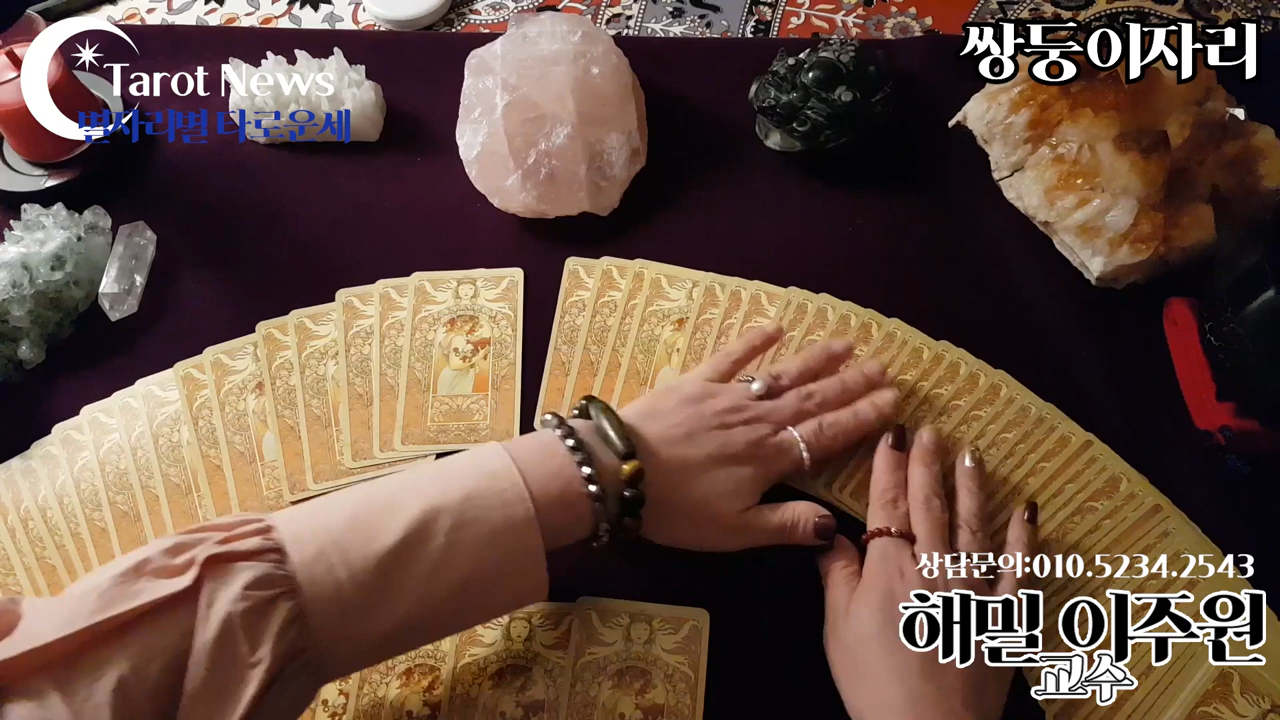 Tarot News
별자리별 타로운세
쌍둥이자리
상담문의:010.5234.2543
해밀 이주원
교수